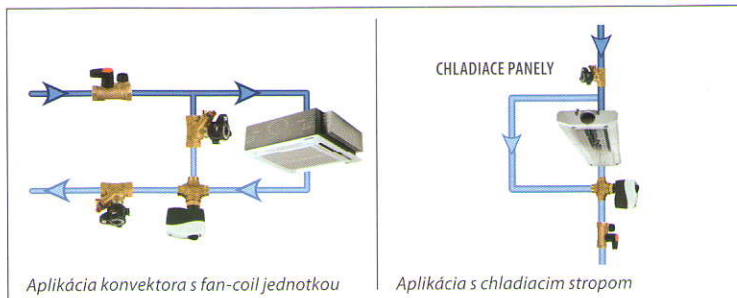 CHLADIACE PANELY
Aplikácia konvektora s fan-coil jednotkou
Aplikácia s chladiacim stropom